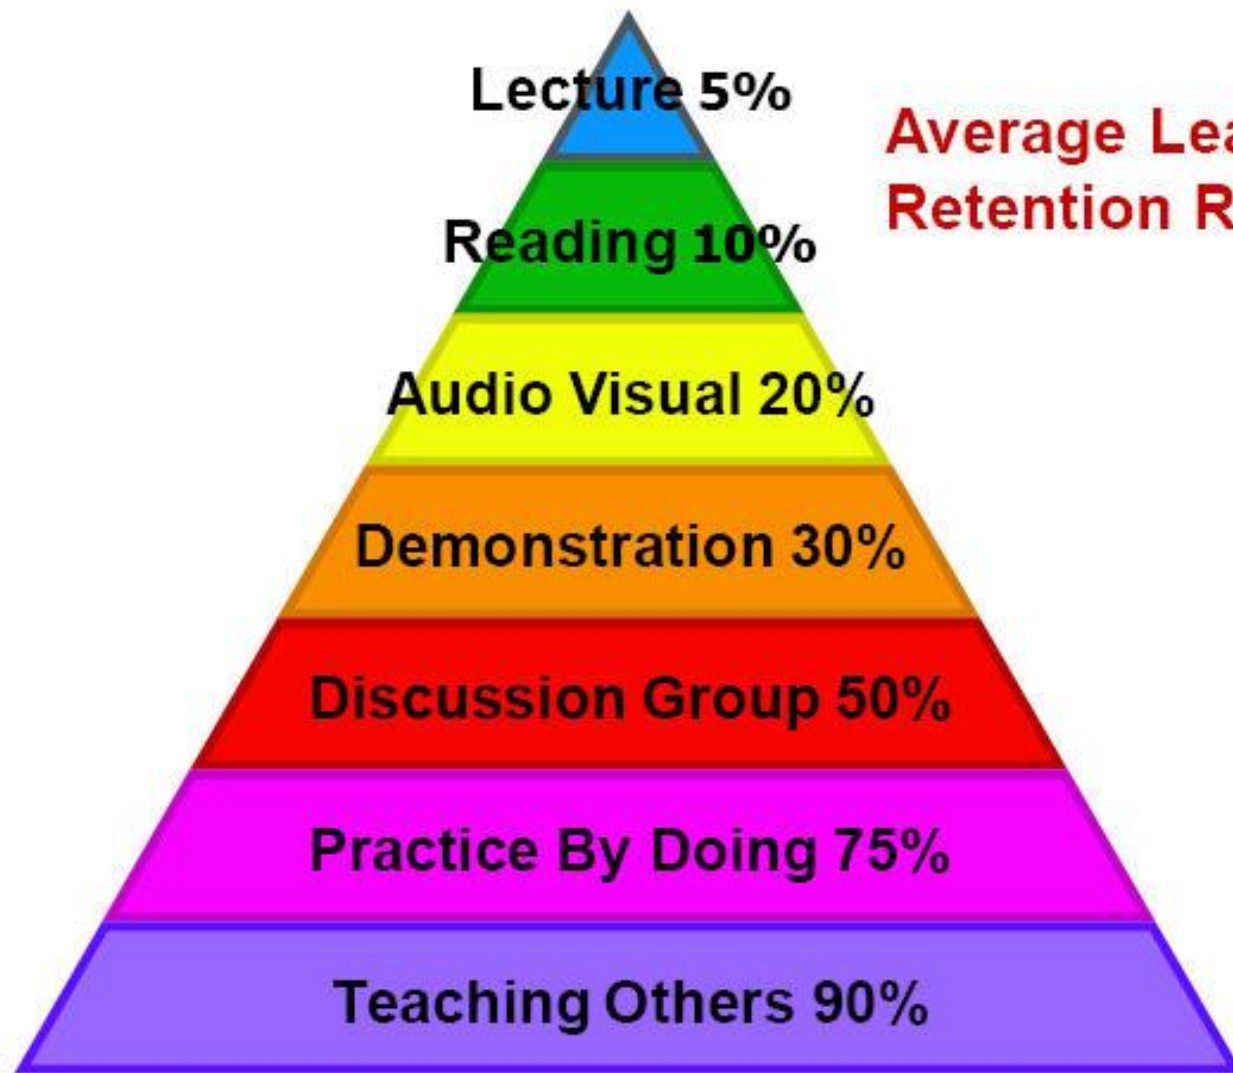 Lecture 5%
Average
Retention
Reading 10%
Audio Visual 20%
Demonstration 30%
Discussion Group 50%
Practice By Doing 75%
Teaching Others 90%